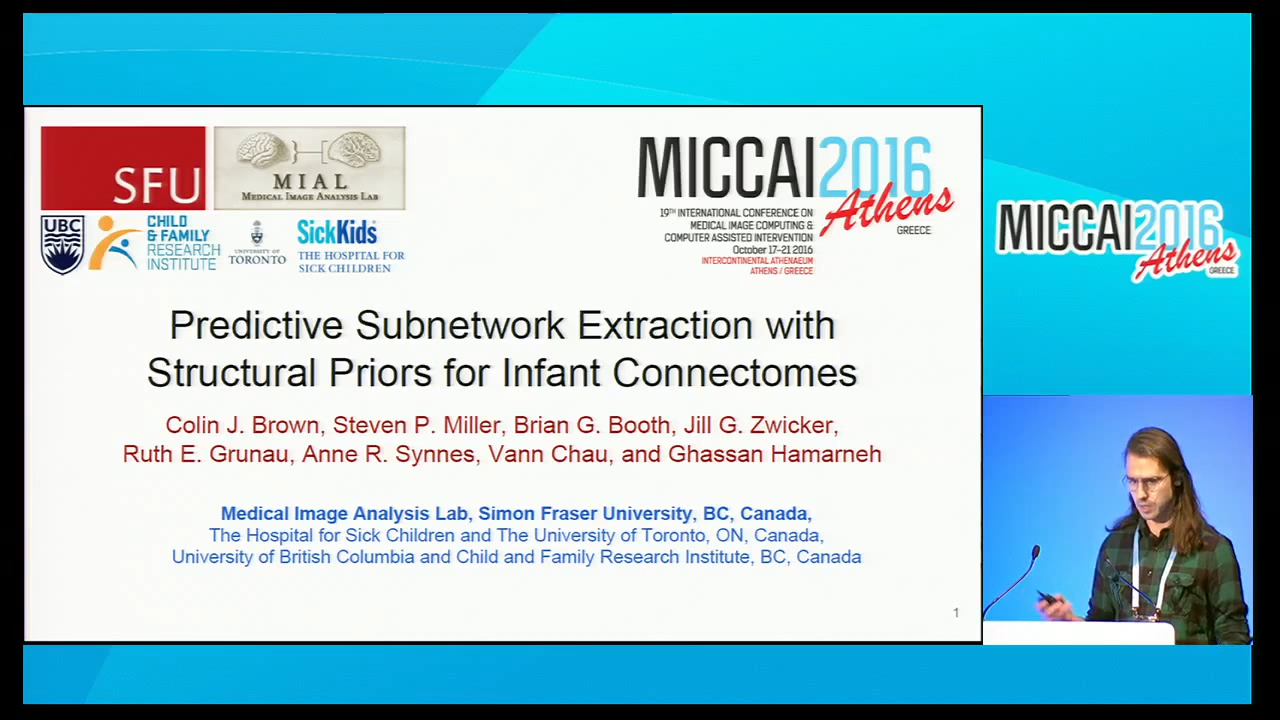 SFU
MIAL
MEDICAL IMAGE ANALYSIS LAB
UBC
CHILD
& FAMILY
RESEARCH
INSTITUTE
UNIVERSITY OF
TORONTO
SickKids
THE HOSPITAL FOR
SICK CHILDREN
MICCAI2016
Athens
GREECE
19TH INTERNATIONAL CONFERENCE ON
MEDICAL IMAGE COMPUTING &
COMPUTER ASSISTED INTERVENTION
October 17-21 2016
INTERCONTINENTAL ATHENAEUM
ATHENS / GREECE
MICCAI2016
Athens
GREECE
Predictive Subnetwork Extraction with
Structural Priors for Infant Connectomes
Colin J. Brown, Steven P. Miller, Brian G. Booth, Jill G. Zwicker,
Ruth E. Grunau, Anne R. Synnes, Vann Chau, and Ghassan Hamarneh
Medical Image Analysis Lab, Simon Fraser University, BC, Canada,
The Hospital for Sick Children and The University of Toronto, ON, Canada,
University of British Columbia and Child and Family Research Institute, BC, Canada
1